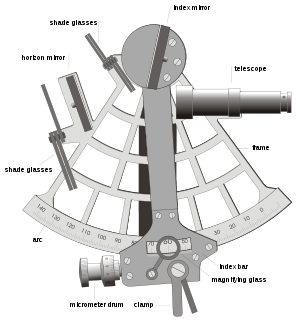 index mirror
shade glasses
horizon mirror
telescope
frame
shade glasses
140 130 120 110 100 90 80
30 20 10 0
arc
index bar
magnifying glass
micrometer drum
clamp